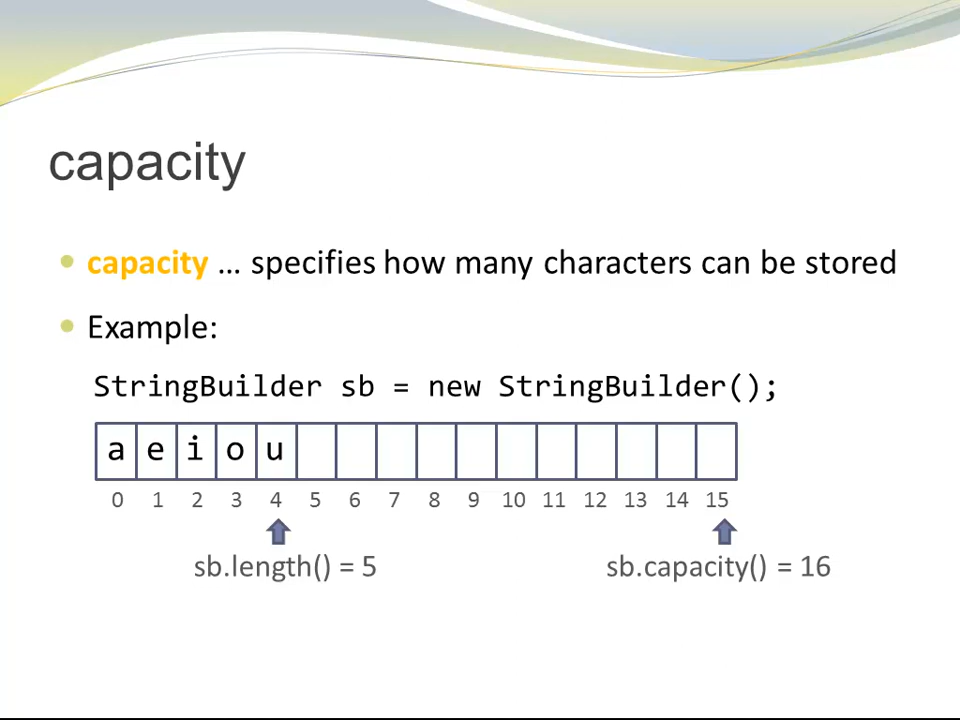 capacity
capacity … specifies how many characters can be stored
Example:
StringBuilder sb = new StringBuilder();
a e i o u
0 1 2 3 4 5 6 7 8 9 10 11 12 13 14 15
sb.length() = 5 sb.capacity() = 16